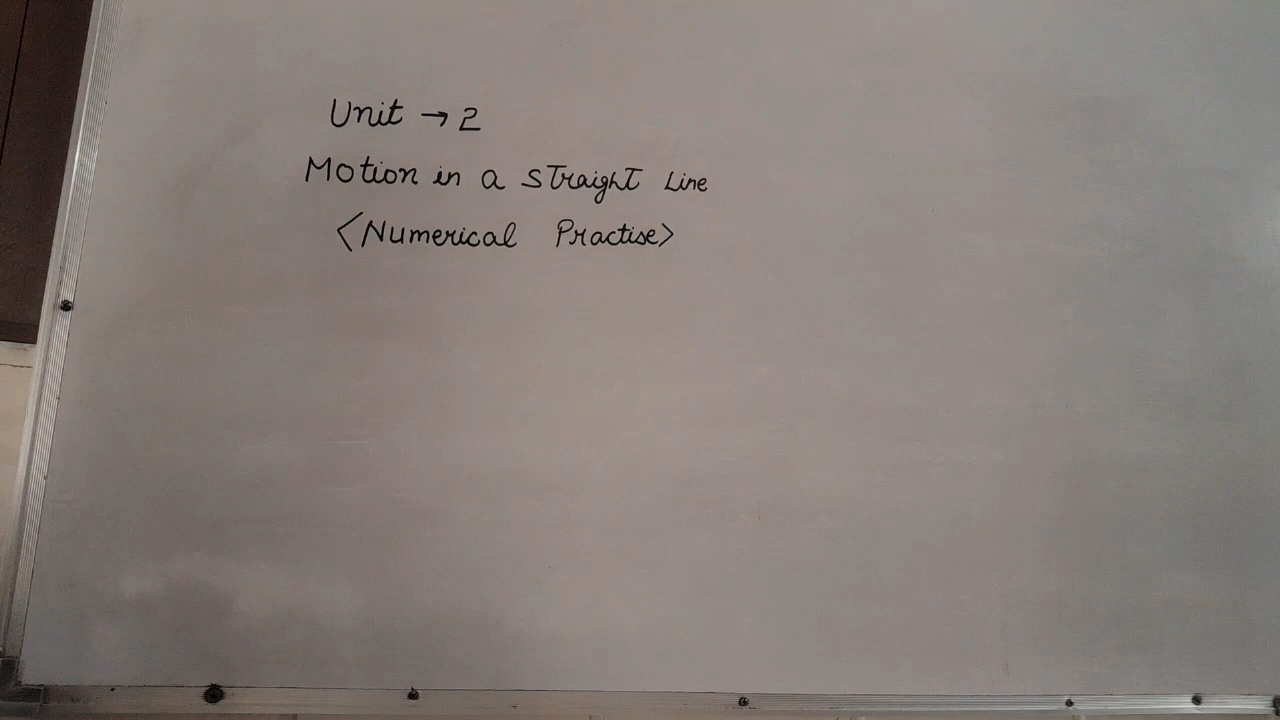 Unit → 2
Motion in a straight Line
<Numerical Practise>